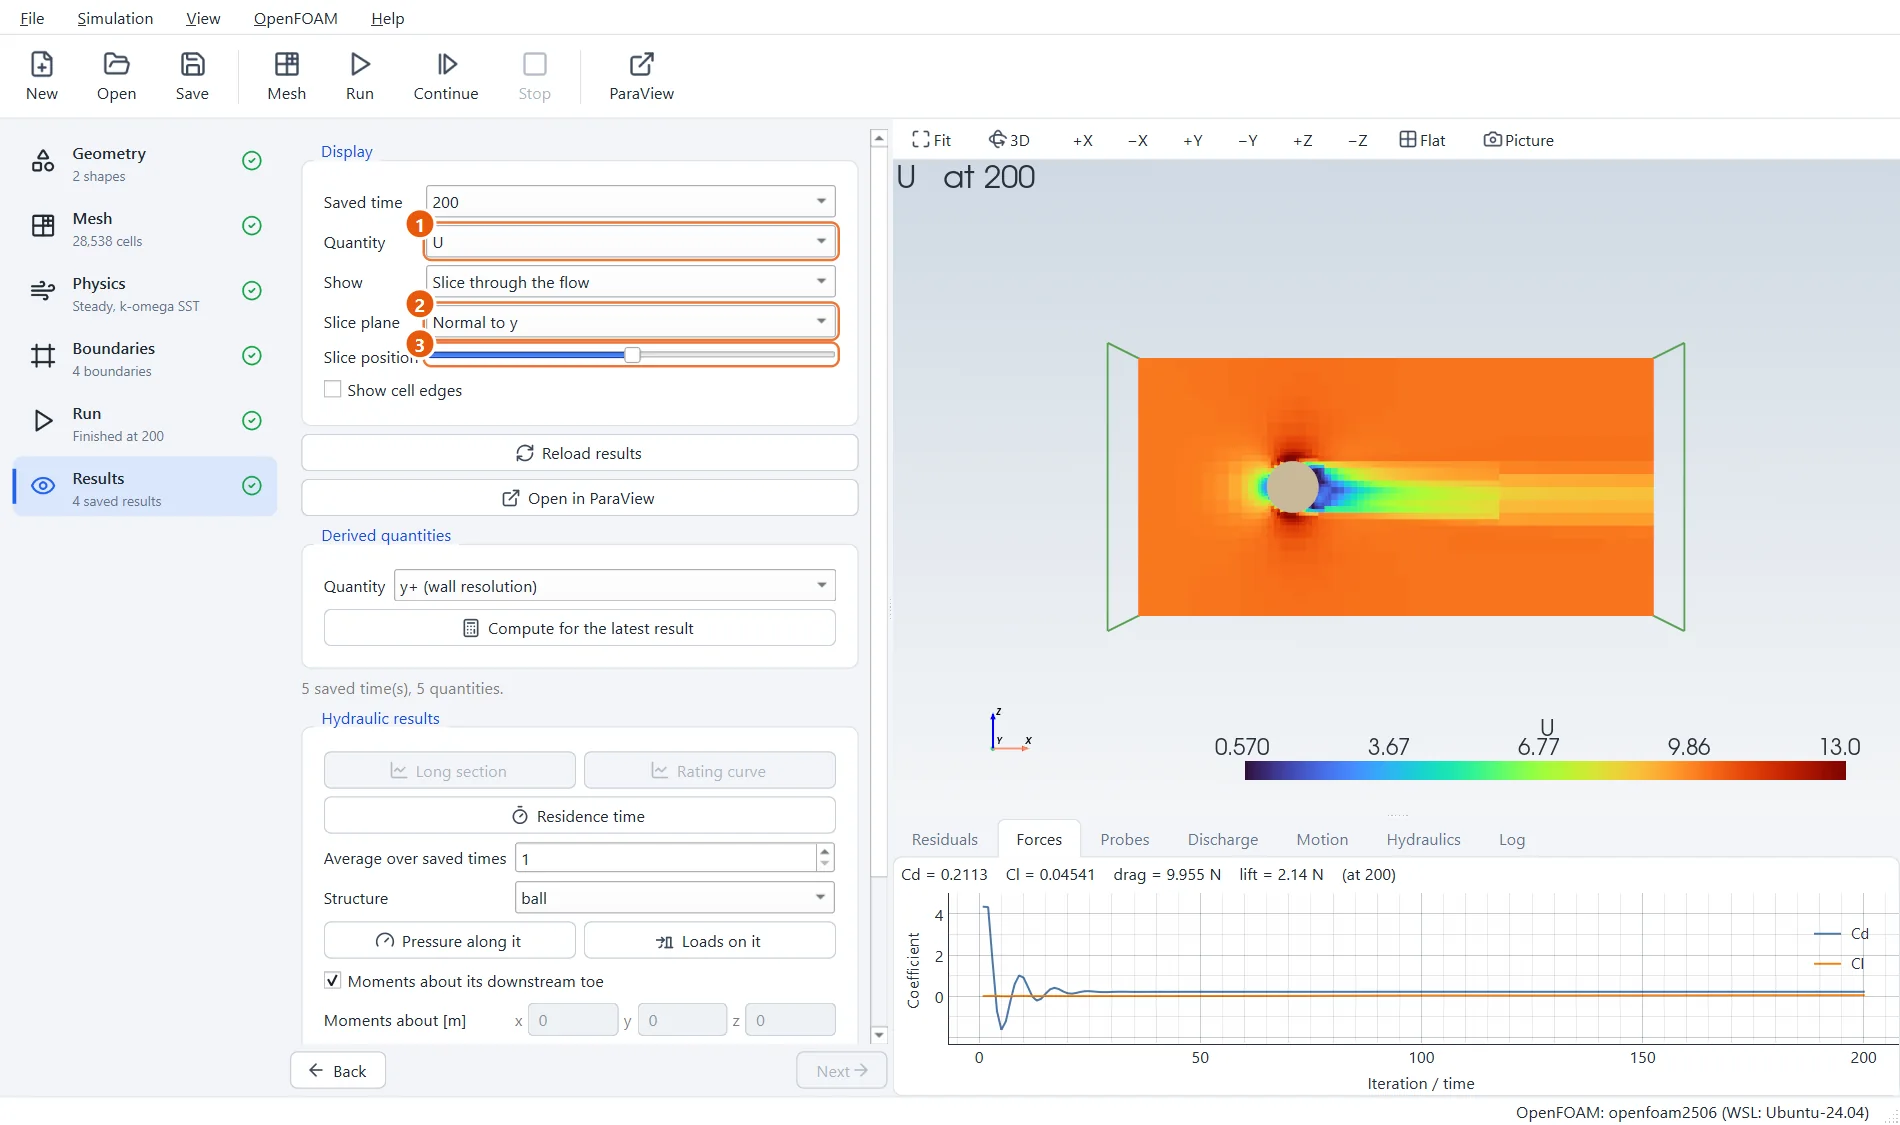 File Simulation View OpenFOAM Help
New Open Save Mesh Run Continue Stop ParaView
Geometry
2 shapes
Mesh
28,538 cells
Physics
Steady, k-omega SST
Boundaries
4 boundaries
Run
Finished at 200
Results
4 saved results
Display
Saved time 200
1
Quantity U
Show Slice through the flow
2
Slice plane Normal to y
3
Slice position
Show cell edges
Reload results
Open in ParaView
Derived quantities
Quantity y+ (wall resolution)
Compute for the latest result
5 saved time(s), 5 quantities.
Hydraulic results
Long section Rating curve
Residence time
Average over saved times 1
Structure ball
Pressure along it Loads on it
Moments about its downstream toe
Moments about [m] x 0 y 0 z 0
Back Next
Fit 3D +X −X +Y −Y +Z −Z Flat Picture
U at 200
Z
Y X
U
0.570 3.67 6.77 9.86 13.0
Residuals Forces Probes Discharge Motion Hydraulics Log
Cd = 0.2113 Cl = 0.04541 drag = 9.955 N lift = 2.14 N (at 200)
Coefficient
4
2
0
Cd
Cl
0 50 100 150 200
Iteration / time
OpenFOAM: openfoam2506 (WSL: Ubuntu-24.04)